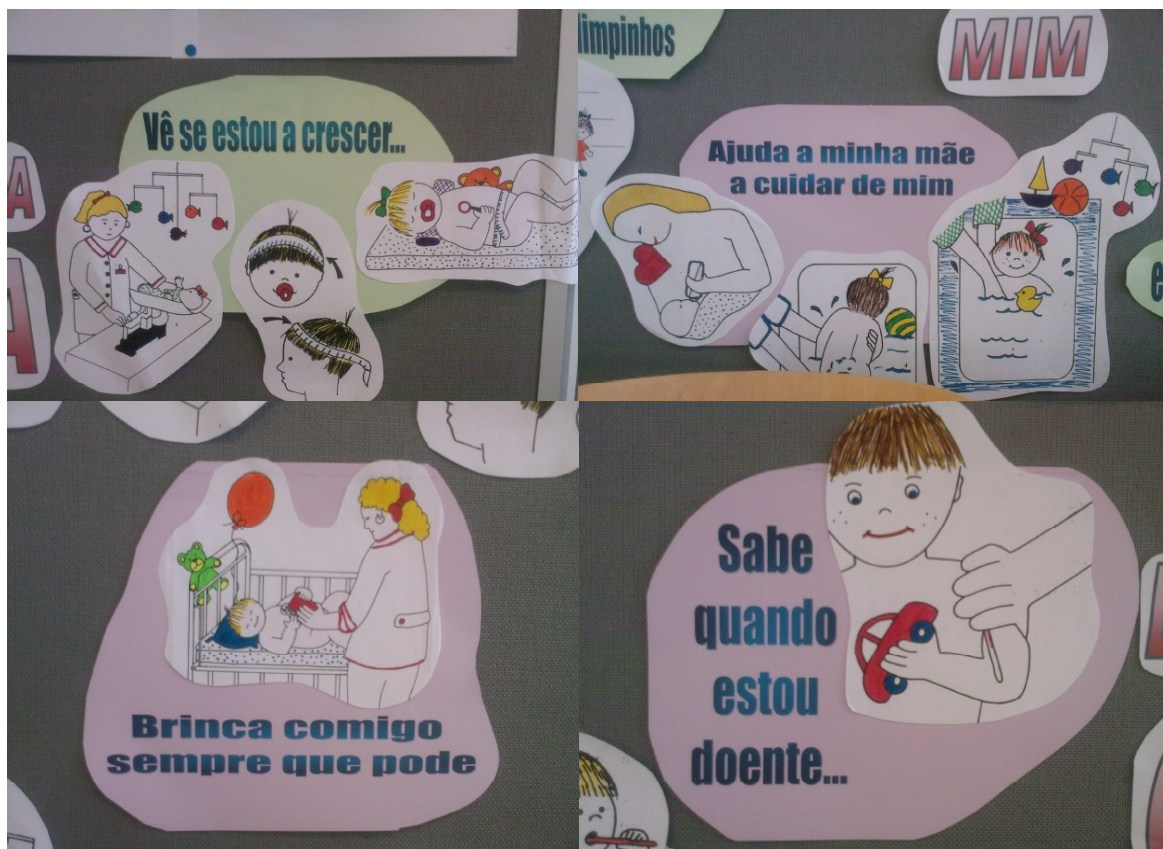 Vê se estou a crescer...
A
A
limpinhos
MIM
Ajuda a minha mãe
a cuidar de mim
e
Brinca comigo
sempre que pode
Sabe
quando
estou
doente...